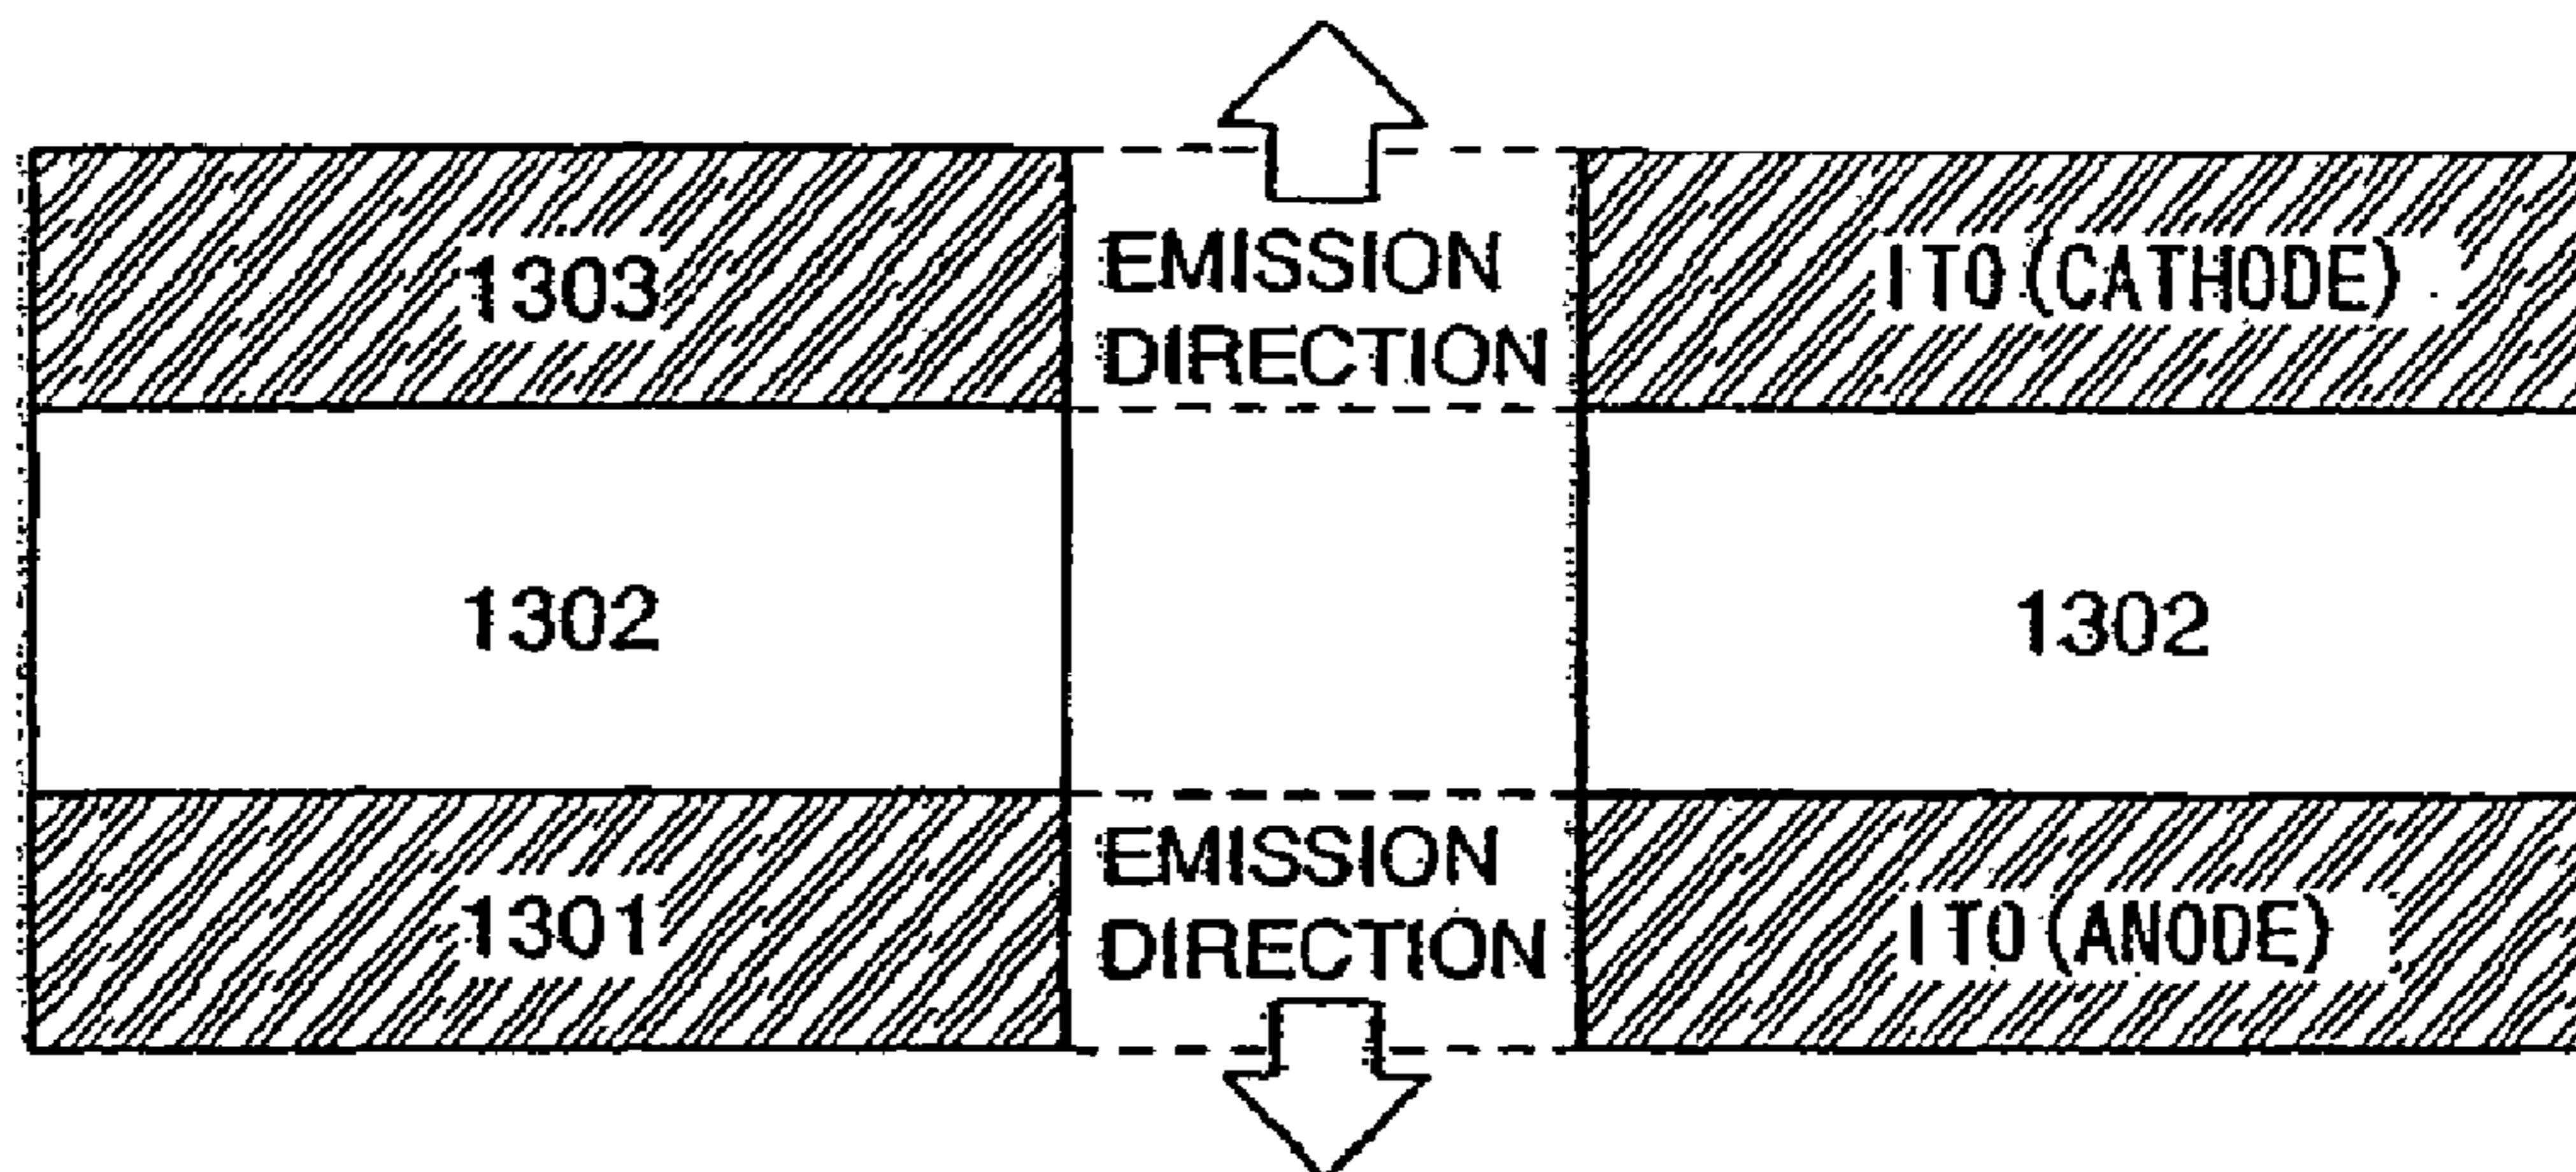 1303
EMISSION
DIRECTION
ITO (CATHODE)
1302
1302
1301
EMISSION
DIRECTION
ITO (ANODE)